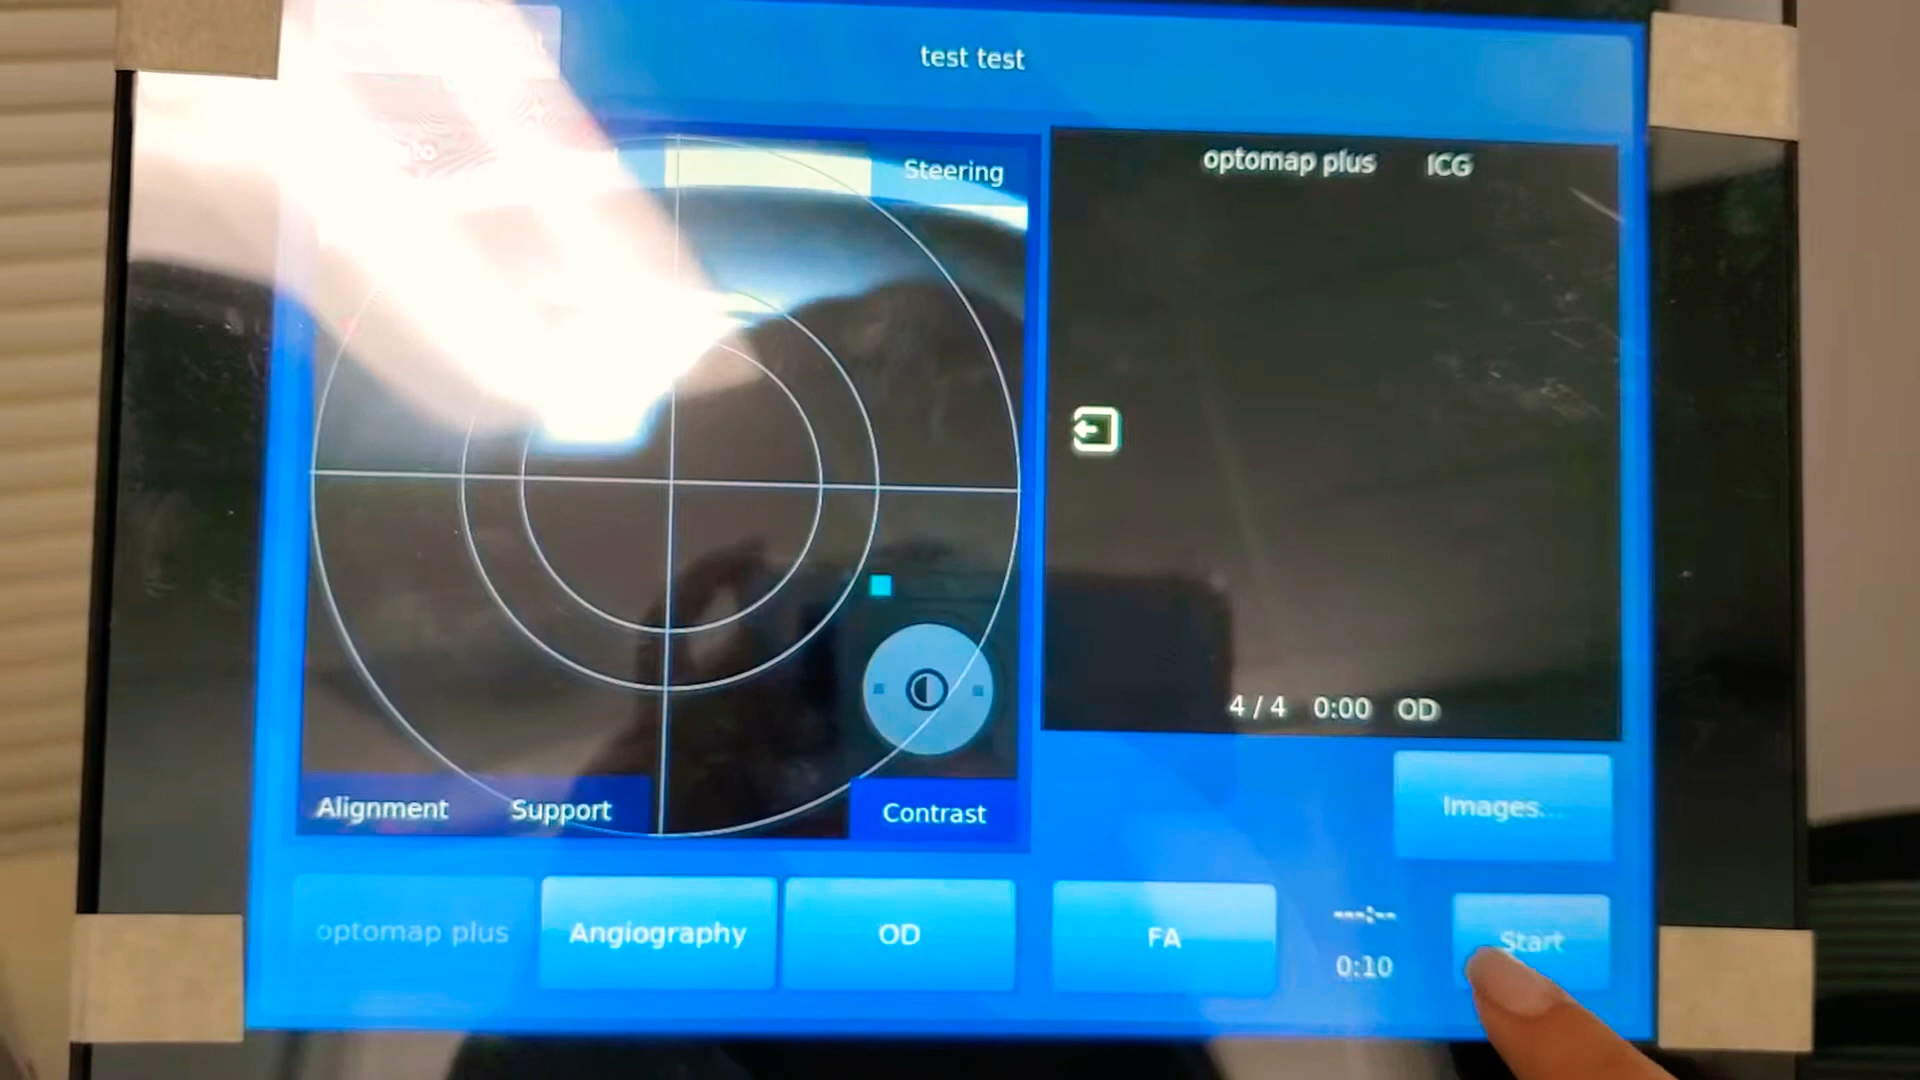 test test
Steering
optomap plus ICG
4 / 4 0:00 OD
Alignment Support Contrast
Images...
optomap plus Angiography OD FA
--:--
0:10
Start